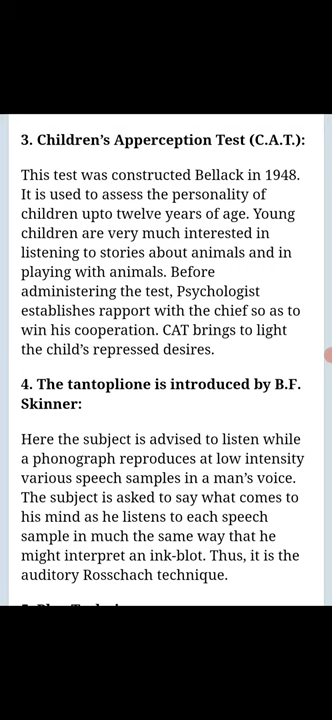 3. Children's Apperception Test (C.A.T.):
This test was constructed Bellack in 1948.
It is used to assess the personality of
children upto twelve years of age. Young
children are very much interested in
listening to stories about animals and in
playing with animals. Before
administering the test, Psychologist
establishes rapport with the chief so as to
win his cooperation. CAT brings to light
the child's repressed desires.
4. The tantoplione is introduced by B.F.
Skinner:
Here the subject is advised to listen while
a phonograph reproduces at low intensity
various speech samples in a man's voice.
The subject is asked to say what comes to
his mind as he listens to each speech
sample in much the same way that he
might interpret an ink-blot. Thus, it is the
auditory Rosschach technique.